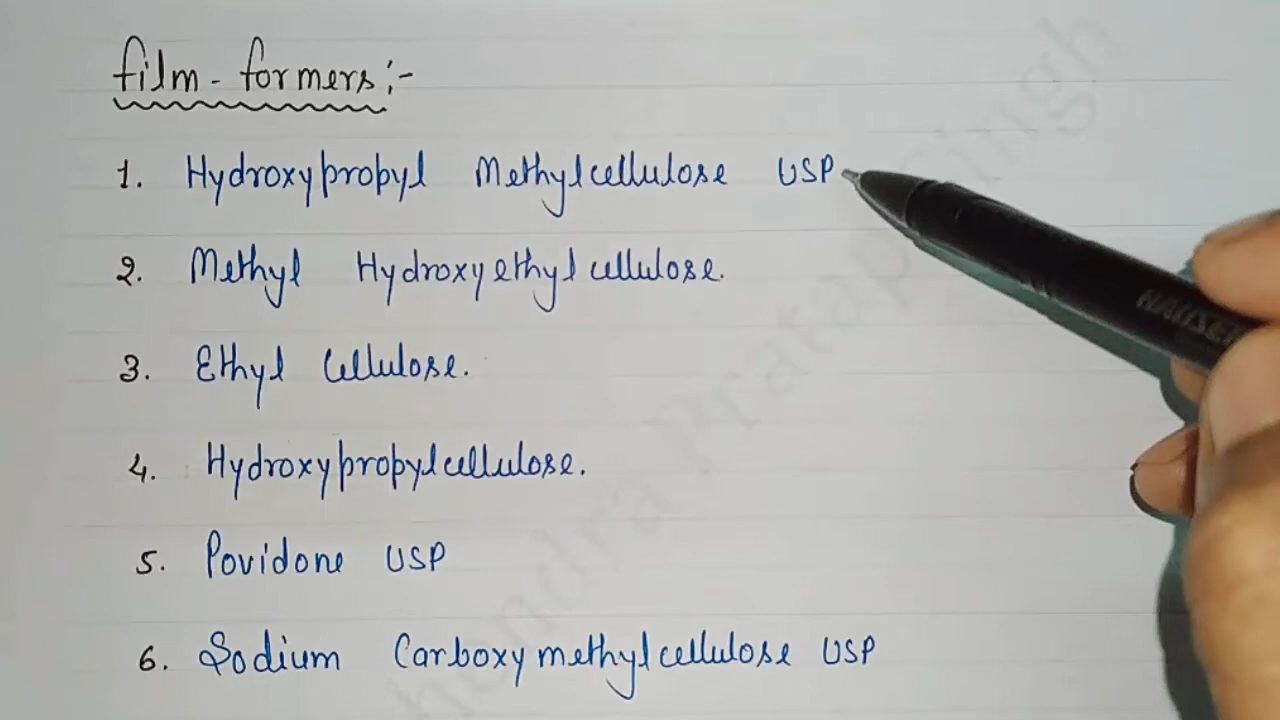 film - formers :-
1. Hydroxypropyl Methylcellulose USP
2. Methyl Hydroxyethylcellulose.
3. Ethyl Cellulose.
4. Hydroxypropylcellulose.
5. Povidone USP
6. Sodium Carboxymethylcellulose USP
HAUSER